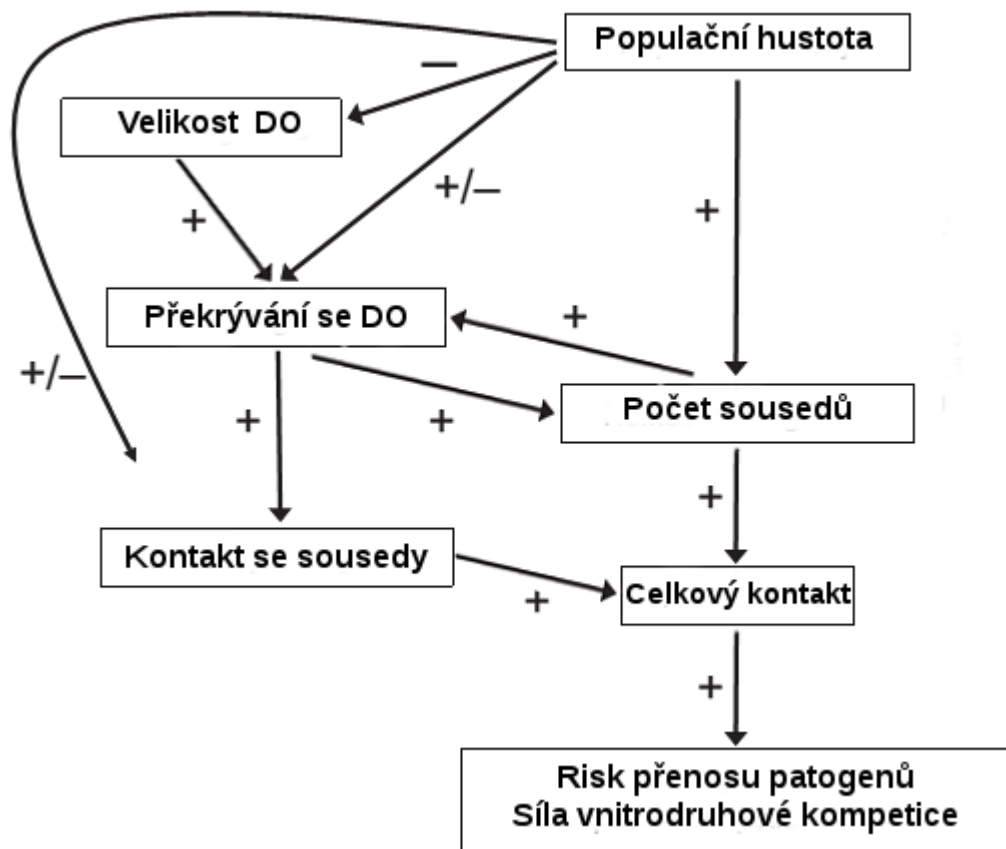 Populační hustota
–
Velikost DO
+/–
+
+
Překrývání se DO
+
+/–
Počet sousedů
+
+
+
Kontakt se sousedy
Celkový kontakt
+
+
Risk přenosu patogenů
Síla vnitrodruhové kompetice